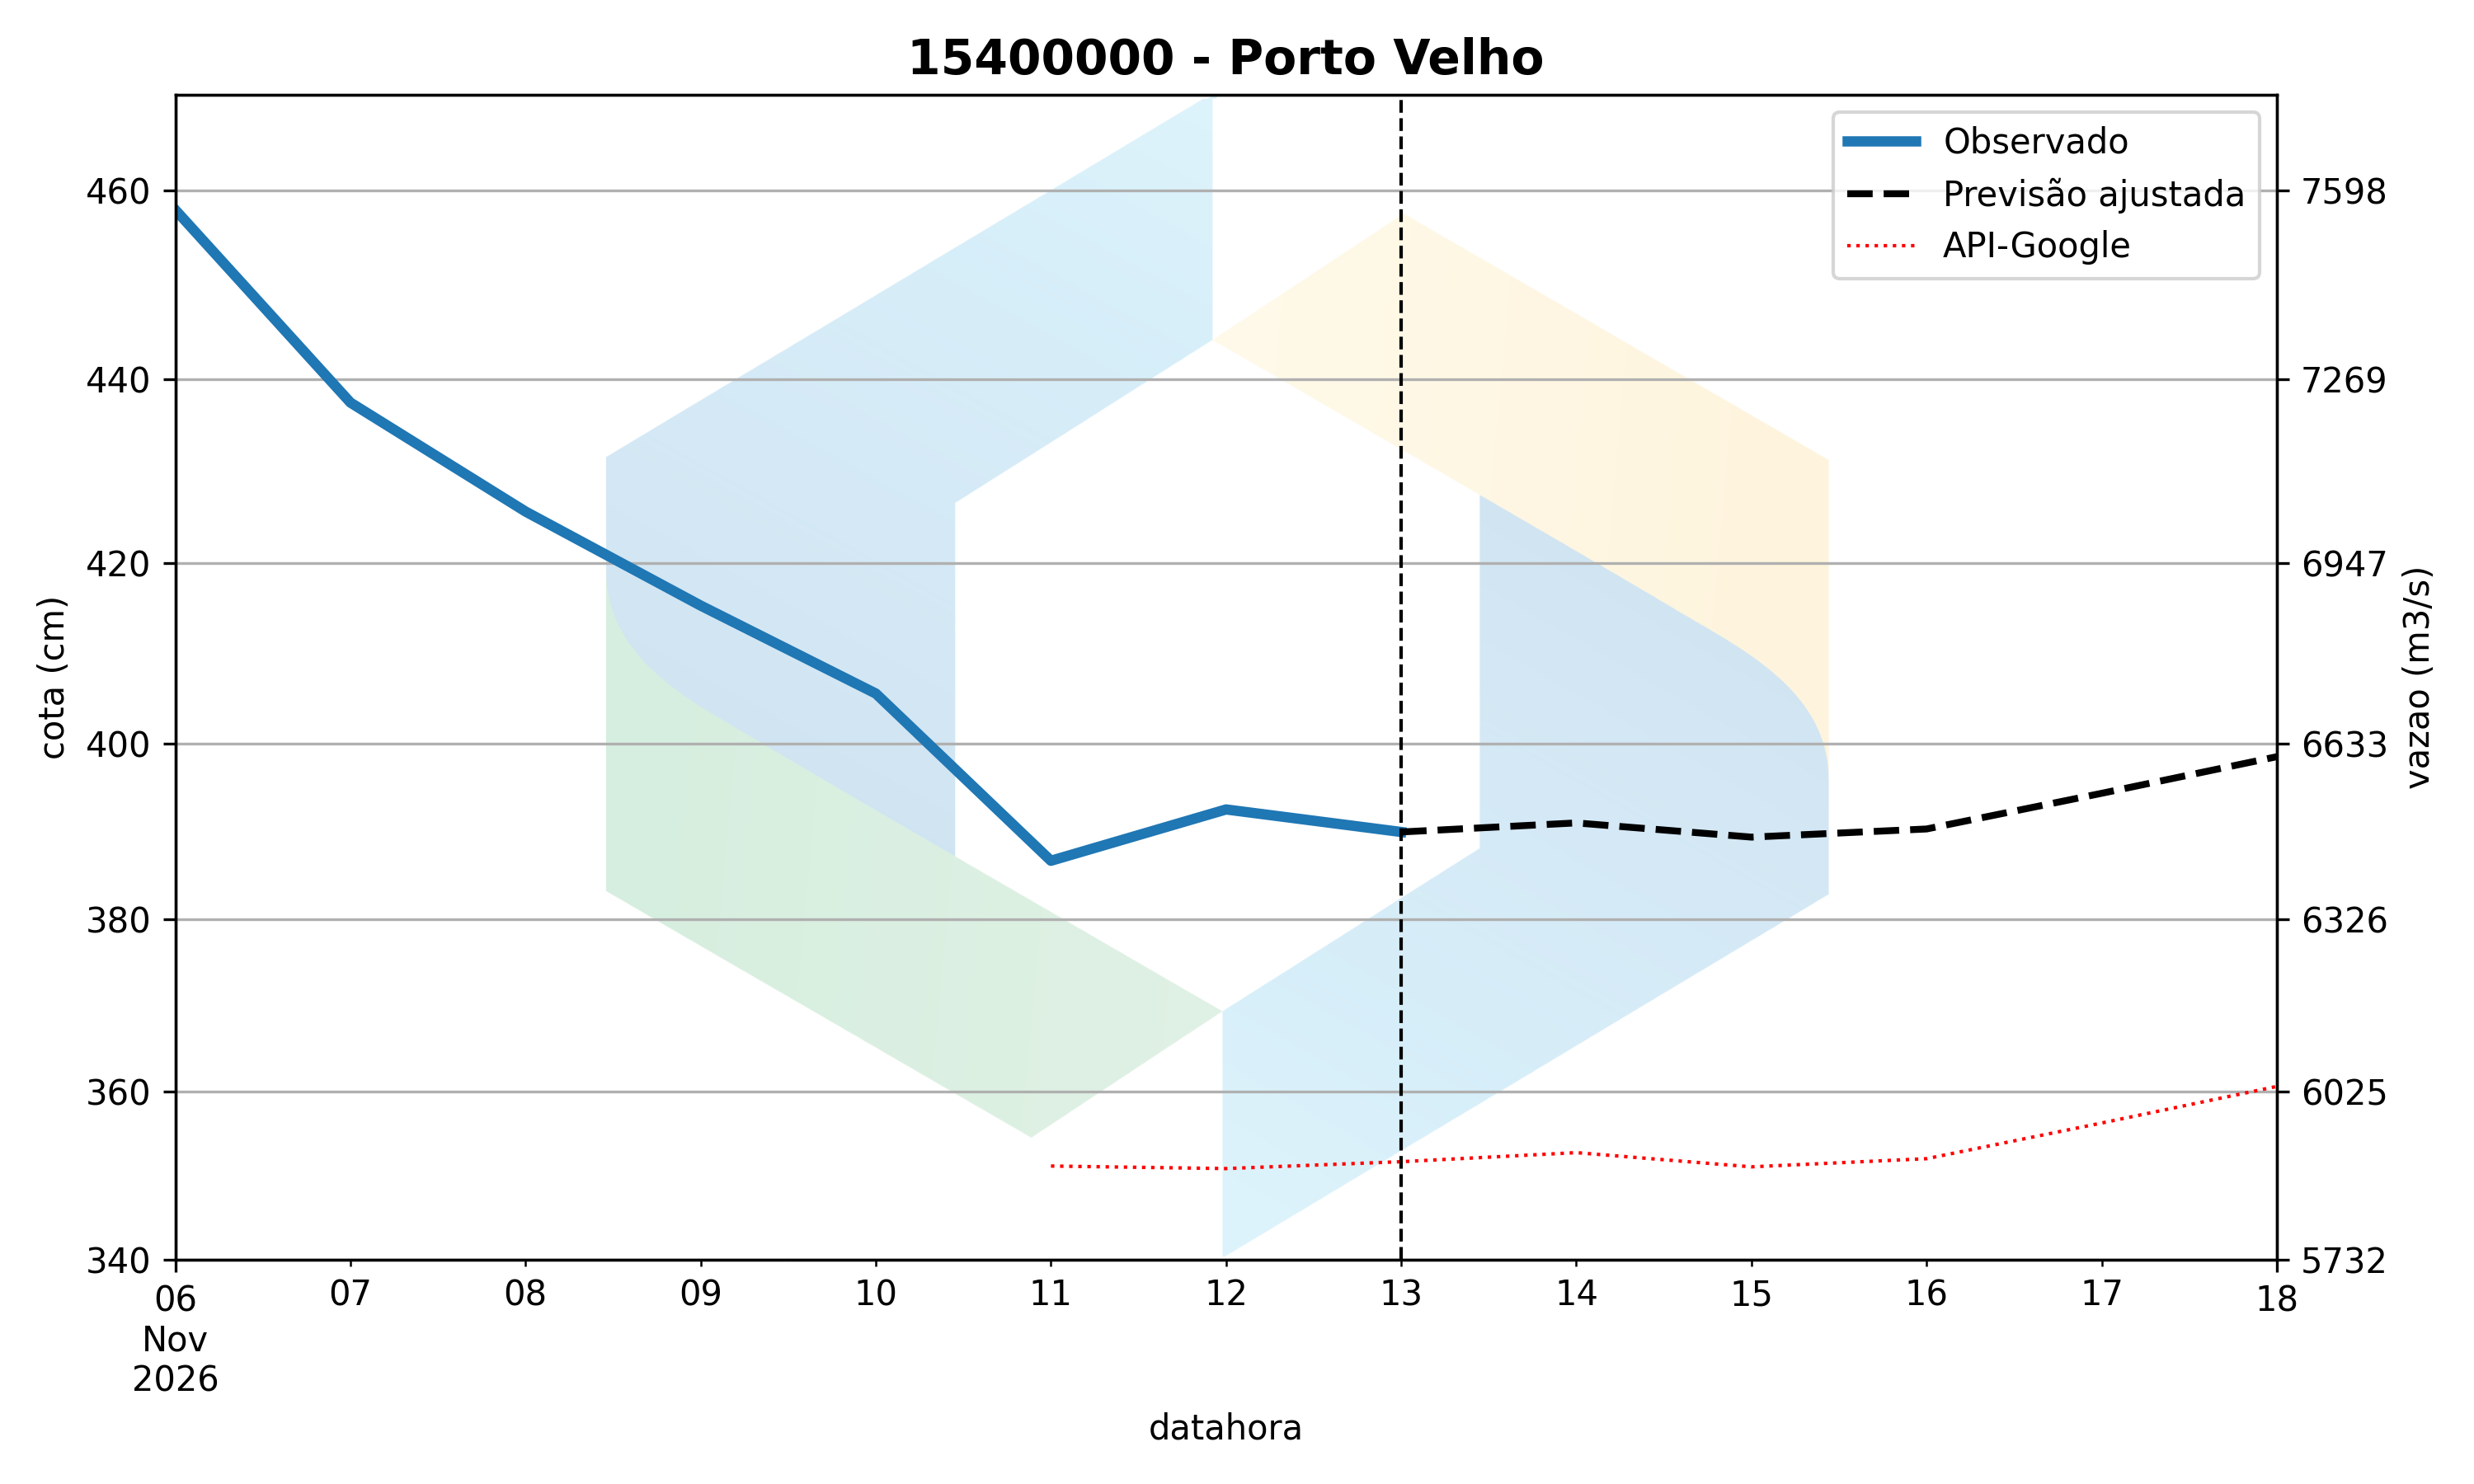 15400000 - Porto Velho
Observado
Previsão ajustada
API-Google
460
440
420
400
380
360
340
cota (cm)
7598
7269
6947
6633
6326
6025
5732
vazao (m3/s)
06 07 08 09 10 11 12 13 14 15 16 17 18
Nov
2026
datahora